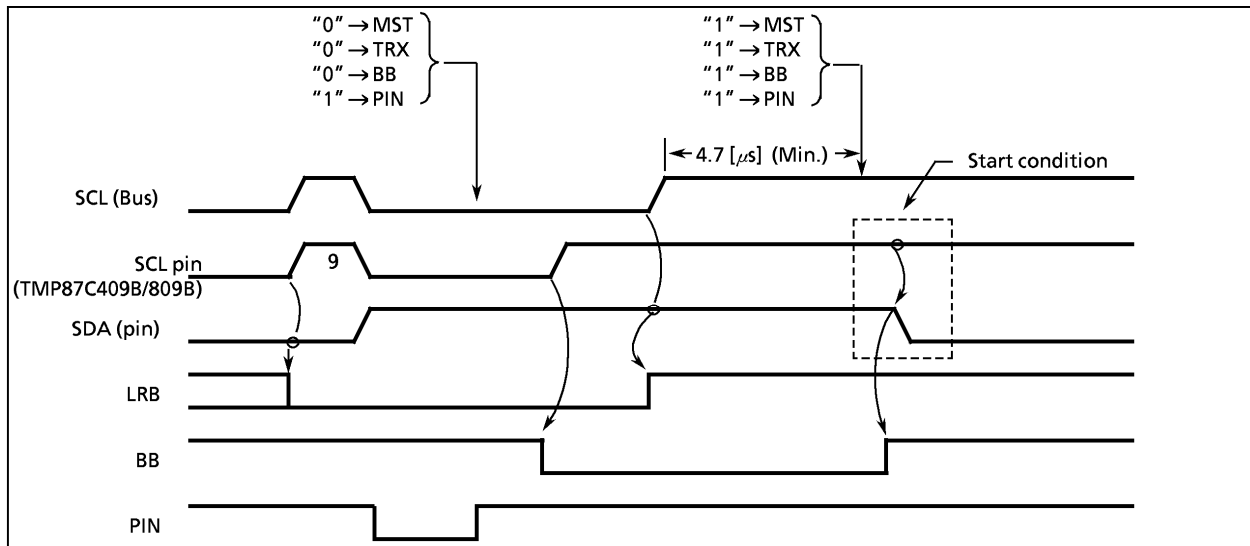 “0” → MST
“0” → TRX
“0” → BB
“1” → PIN
“1” → MST
“1” → TRX
“1” → BB
“1” → PIN
4.7 [μs] (Min.)
Start condition
SCL (Bus)
SCL pin
(TMP87C409B/809B)
9
SDA (pin)
LRB
BB
PIN